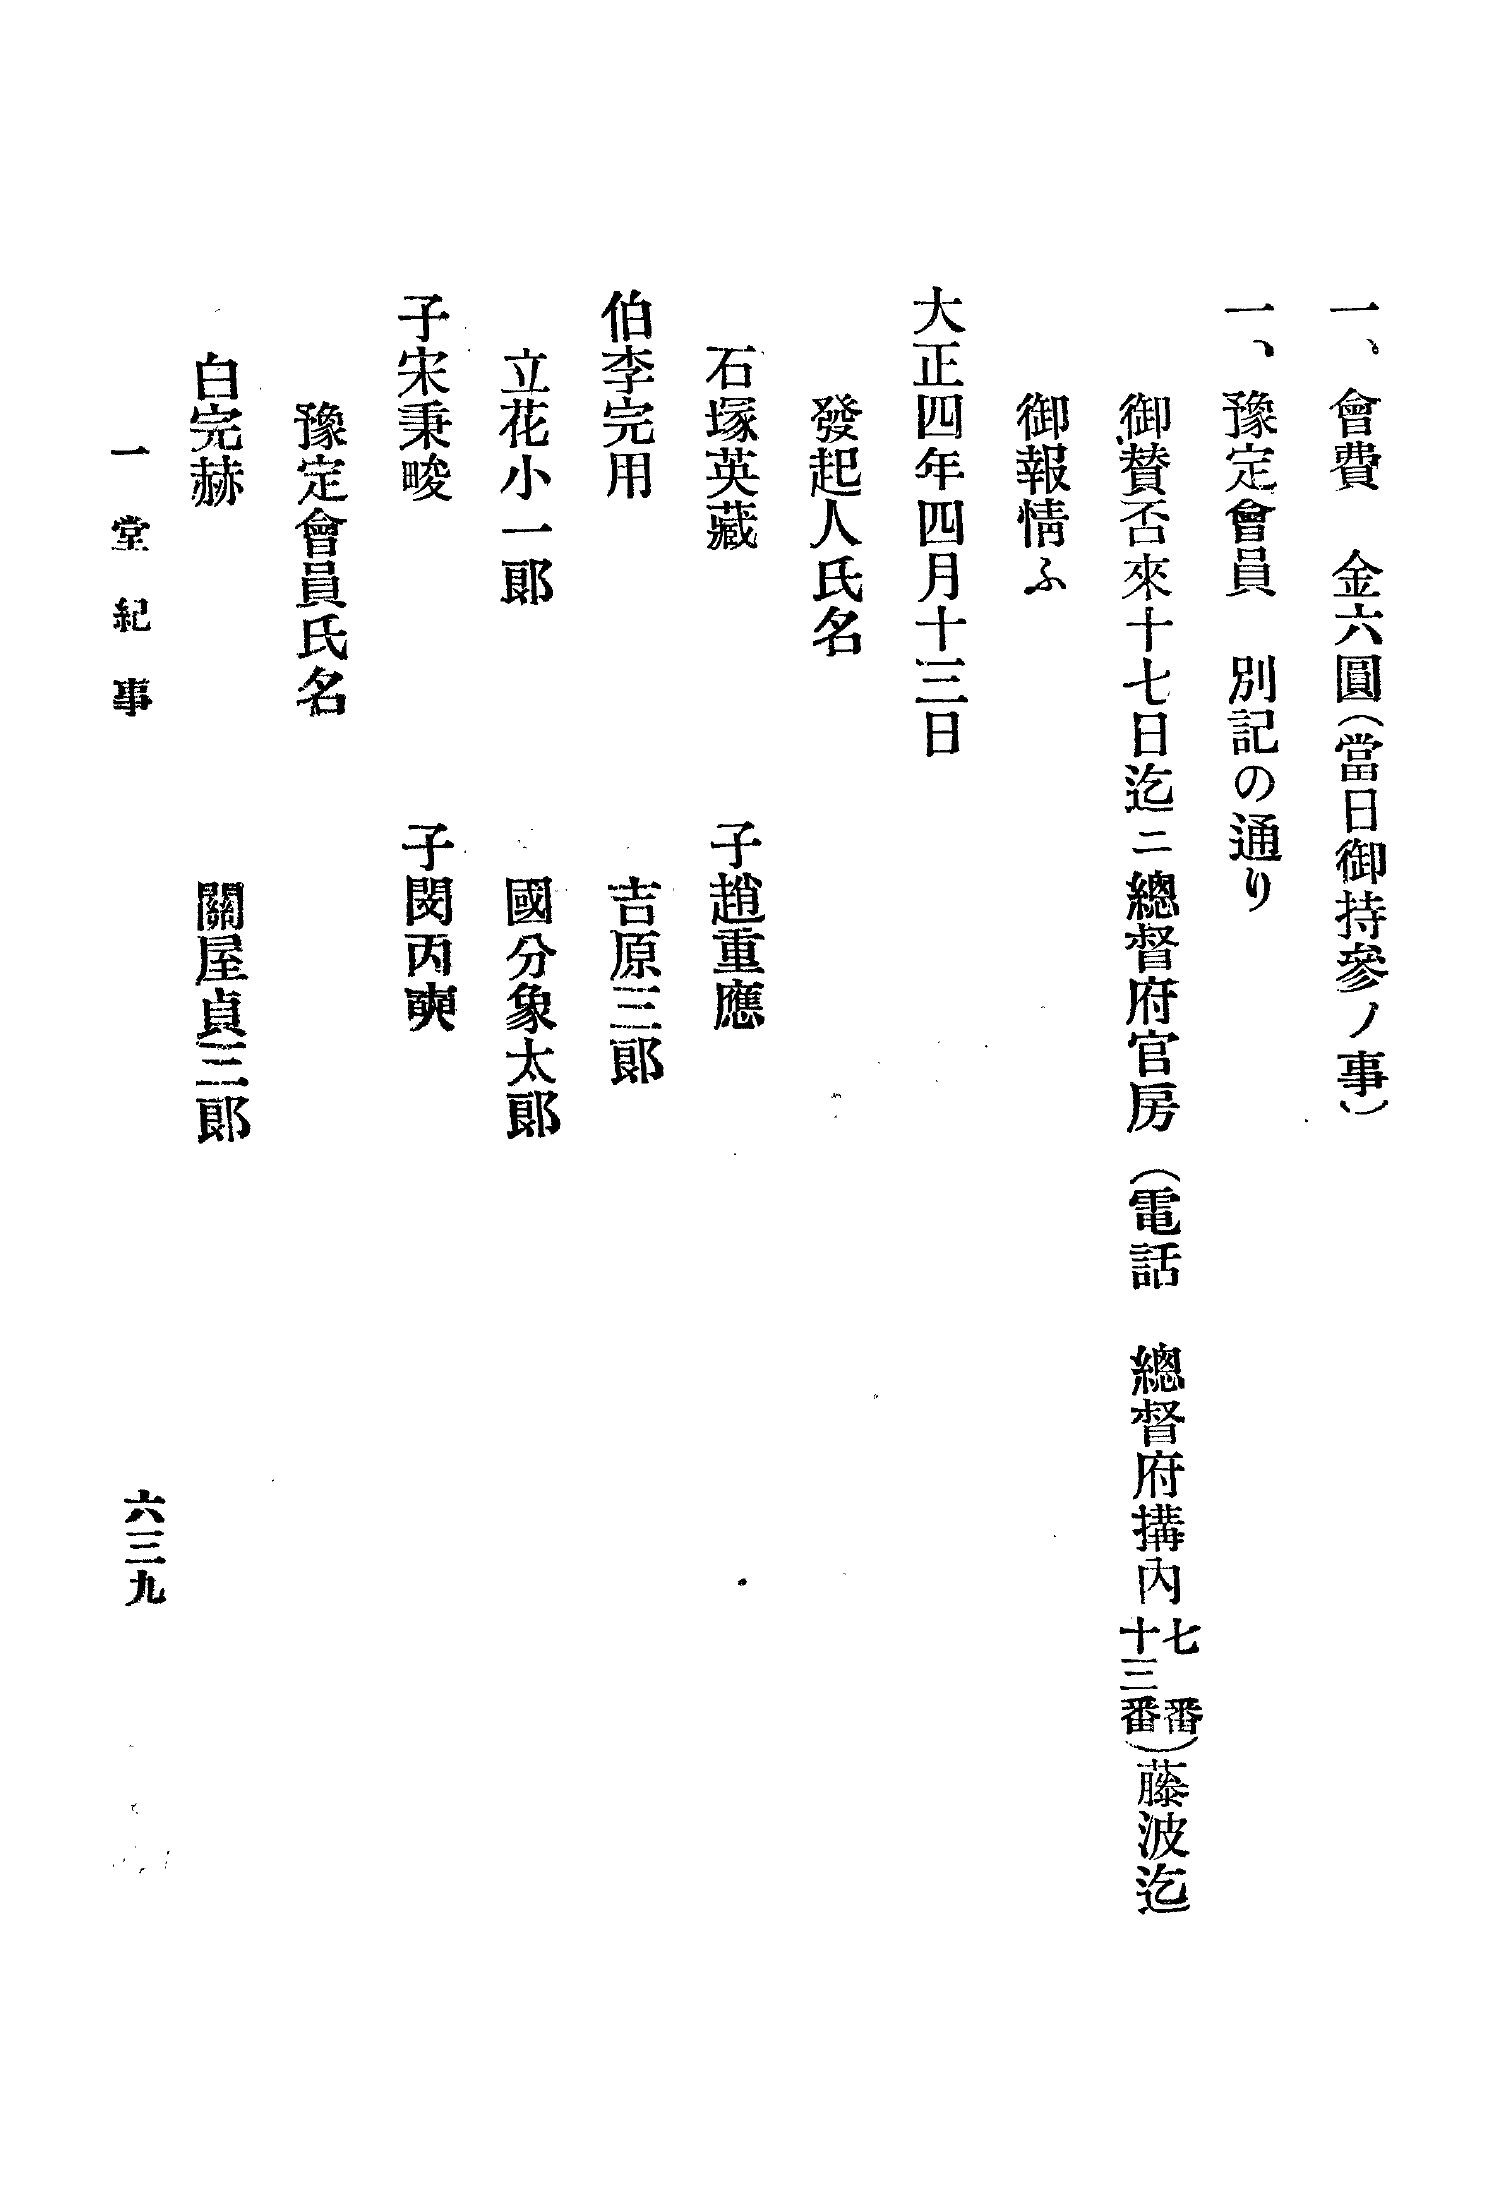 一、會費　金六圓(當日御持參ノ事)
一、豫定會員　別記の通り
御賛否來十七日迄ニ總督府官房(電話　總督府搆內七番十三番)藤波迄
御報情ふ
大正四年四月十三日
發起人氏名
石塚英藏　子趙重應
伯李完用　吉原三郞
立花小一郞　國分象太郞
子宋秉畯　子閔丙奭
豫定會員氏名
白完赫　關屋貞三郞
一堂紀事　六三九